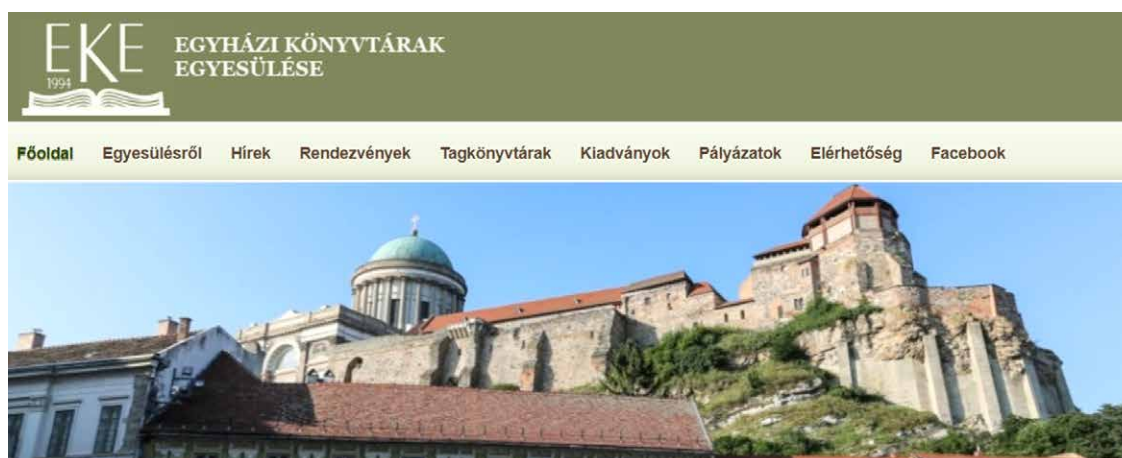 EKE
1994
EGYHÁZI KÖNYVTÁRAK
EGYESÜLÉSE
Főoldal Egyesülésről Hírek Rendezvények Tagkönyvtárak Kiadványok Pályázatok Elérhetőség Facebook